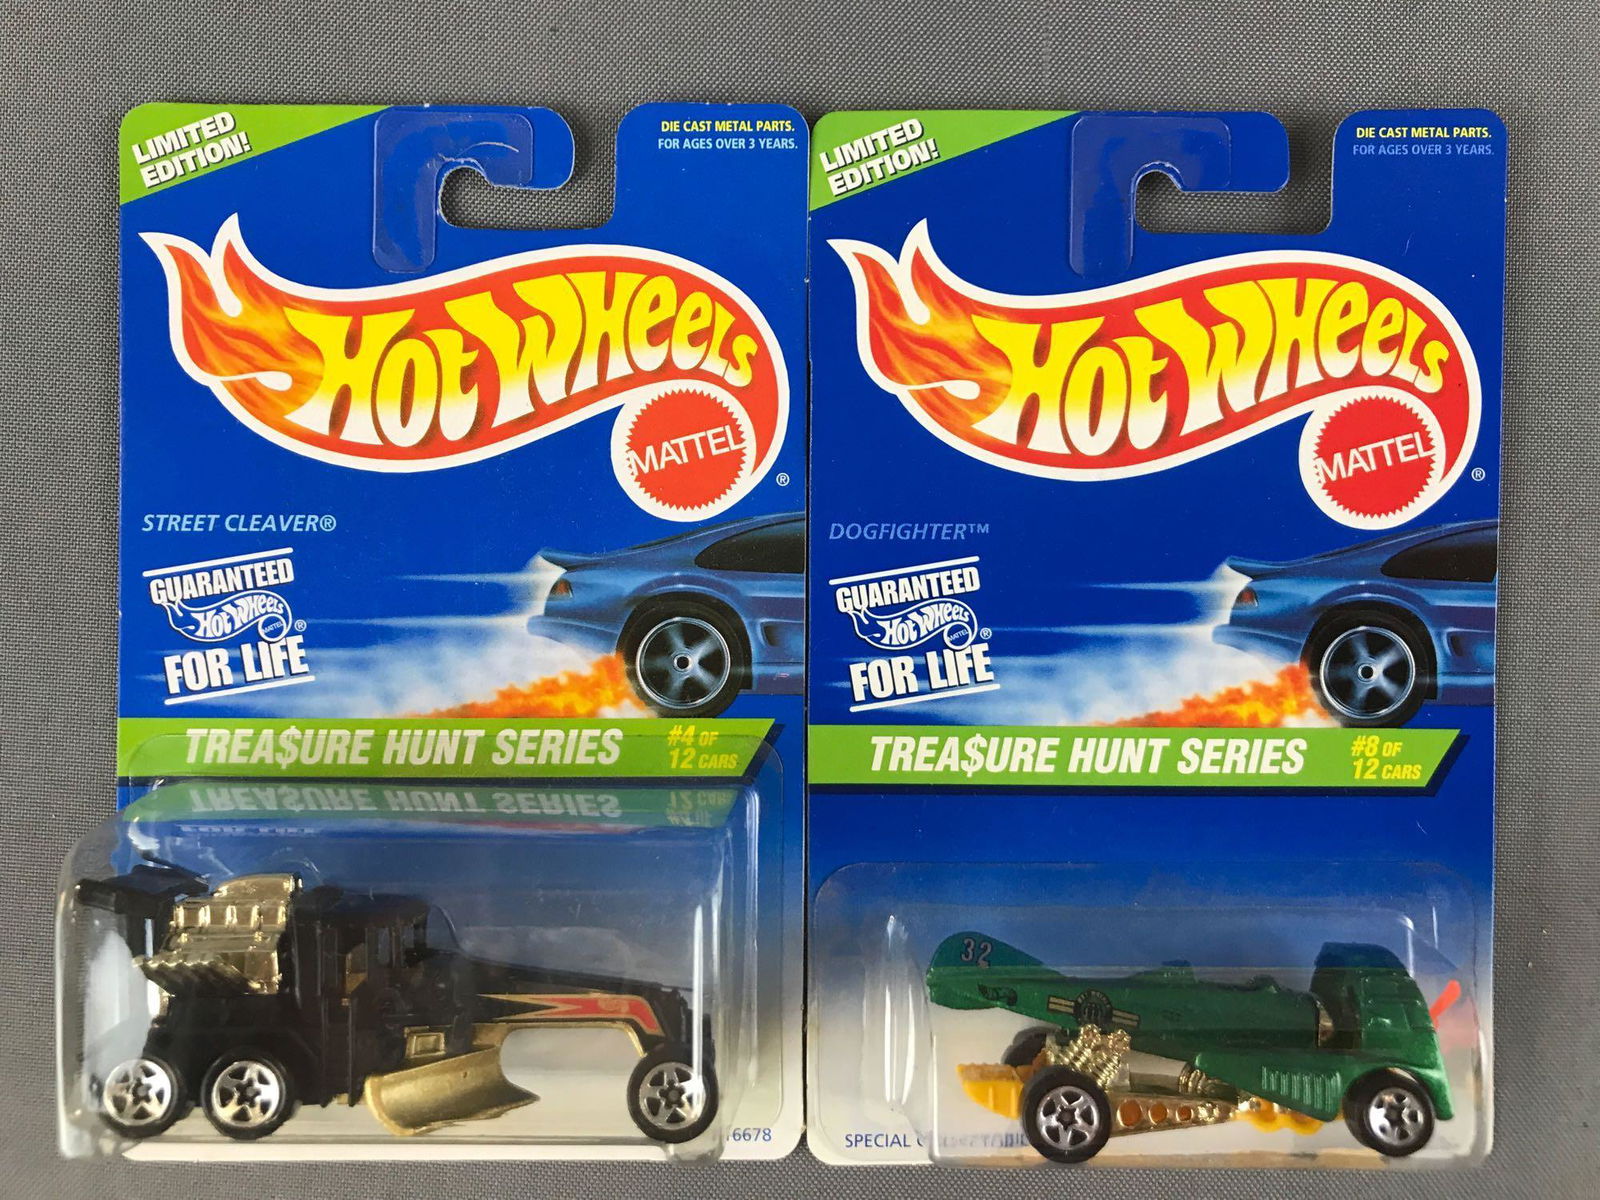 LIMITED
EDITION!
DIE CAST METAL PARTS.
FOR AGES OVER 3 YEARS.
HOT WHEELS
MATTEL
®
STREET CLEAVER®
GUARANTEED
HOT WHEELS
MATTEL
®
FOR LIFE
TREA$URE HUNT SERIES
#4 OF
12 CARS
6678
LIMITED
EDITION!
DIE CAST METAL PARTS.
FOR AGES OVER 3 YEARS.
HOT WHEELS
MATTEL
®
DOGFIGHTER™
GUARANTEED
HOT WHEELS
MATTEL
®
FOR LIFE
TREA$URE HUNT SERIES
#8 OF
12 CARS
32
SPECIAL